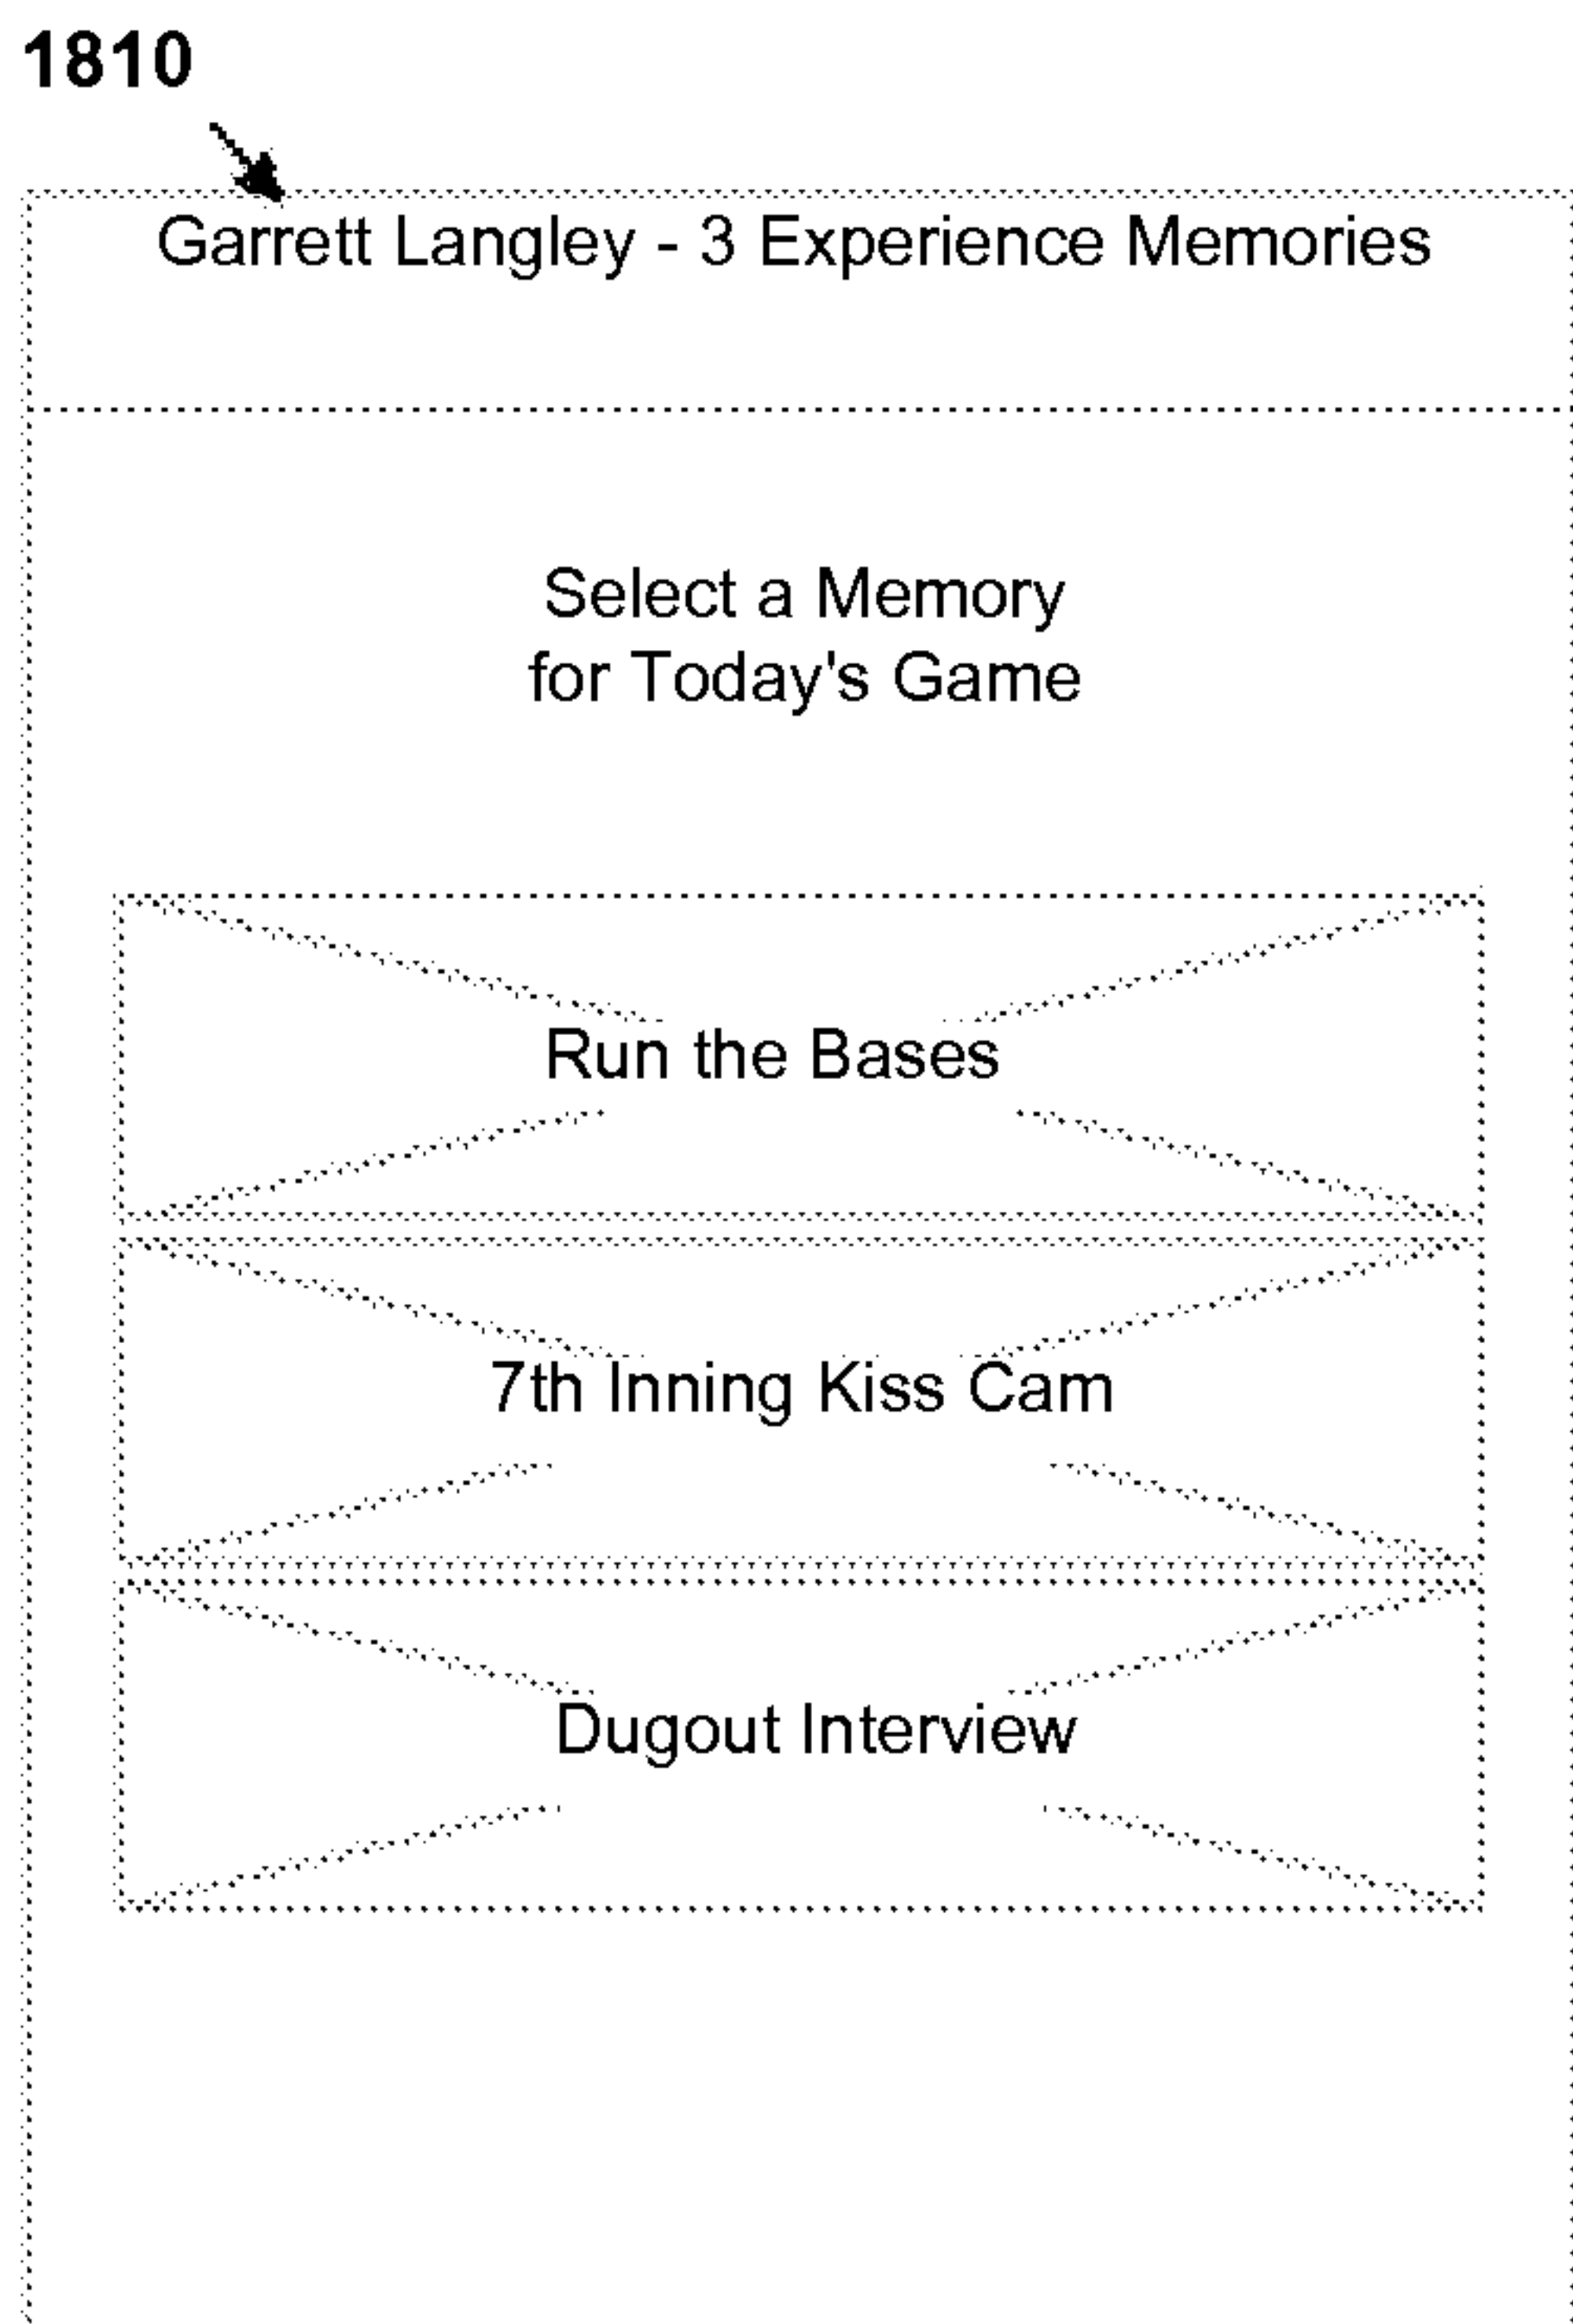 1810
Garrett Langley - 3 Experience Memories
Select a Memory
for Today's Game
Run the Bases
7th Inning Kiss Cam
Dugout Interview